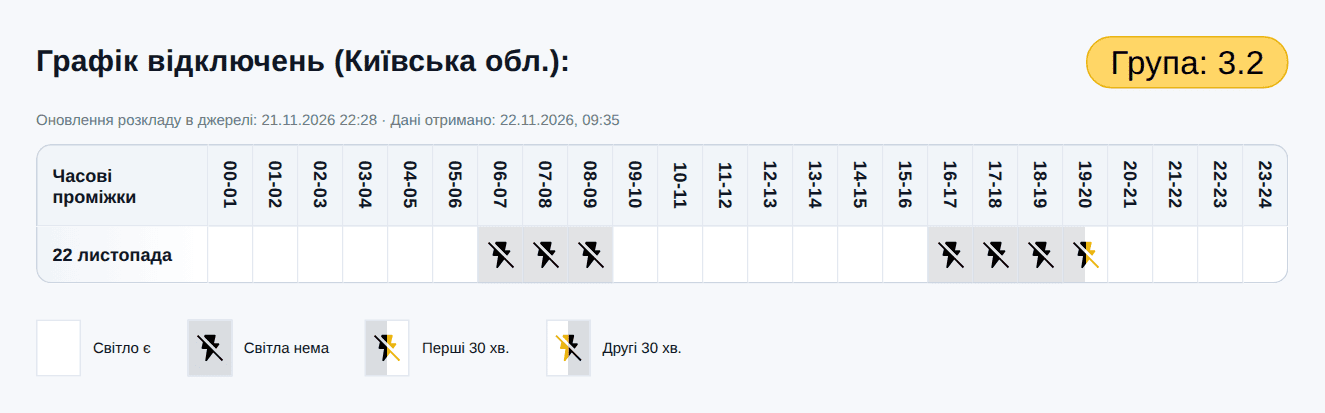 Графік відключень (Київська обл.):
Група: 3.2
Оновлення розкладу в джерелі: 21.11.2026 22:28 · Дані отримано: 22.11.2026, 09:35
Часові проміжки
00-01
01-02
02-03
03-04
04-05
05-06
06-07
07-08
08-09
09-10
10-11
11-12
12-13
13-14
14-15
15-16
16-17
17-18
18-19
19-20
20-21
21-22
22-23
23-24
22 листопада
Світло є
Світла нема
Перші 30 хв.
Другі 30 хв.